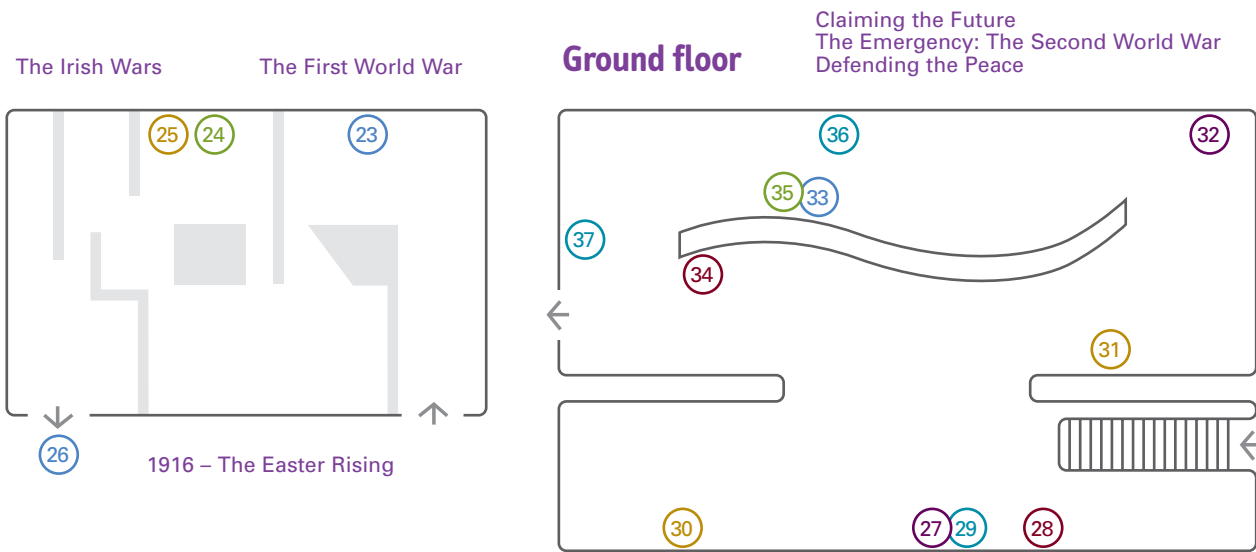 The Irish Wars
The First World War
25
24
23
26
1916 – The Easter Rising
Ground floor
Claiming the Future
The Emergency: The Second World War
Defending the Peace
36
32
35
33
37
34
31
30
27
29
28